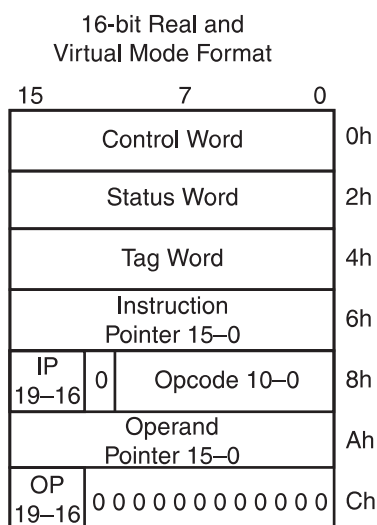 16-bit Real and
Virtual Mode Format
15 7 0
Control Word 0h
Status Word 2h
Tag Word 4h
Instruction
Pointer 15–0 6h
IP
19–16 0 Opcode 10–0 8h
Operand
Pointer 15–0 Ah
OP
19–16 0 0 0 0 0 0 0 0 0 0 0 0 Ch